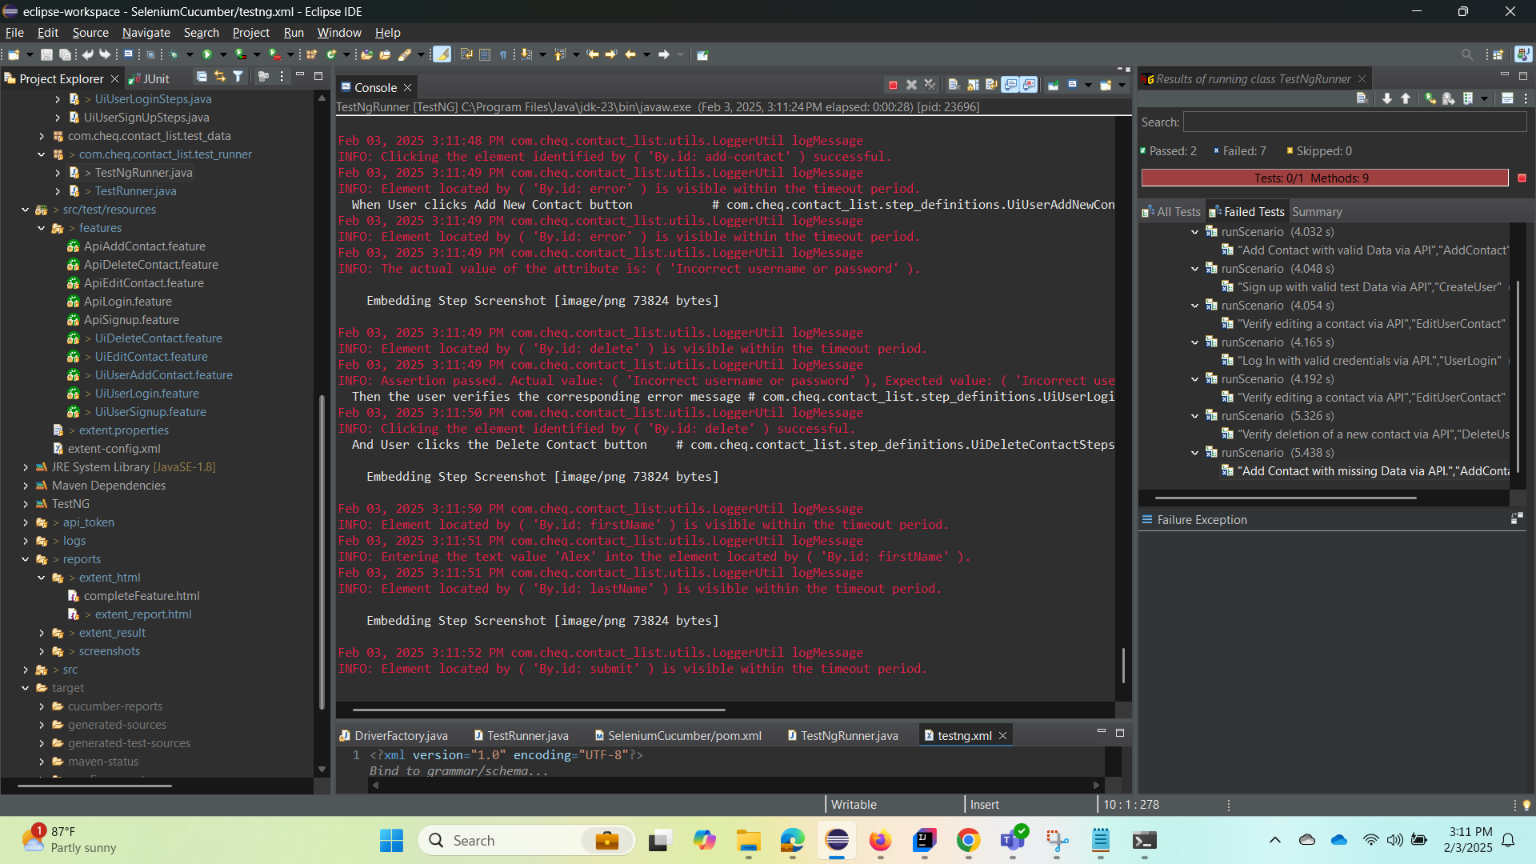 eclipse-workspace - SeleniumCucumber/testng.xml - Eclipse IDE
File Edit Source Navigate Search Project Run Window Help
Project Explorer
JUnit
> UiUserLoginSteps.java
UiUserSignUpSteps.java
com.cheq.contact_list.test_data
> com.cheq.contact_list.test_runner
> TestNgRunner.java
> TestRunner.java
> src/test/resources
> features
ApiAddContact.feature
ApiDeleteContact.feature
ApiEditContact.feature
ApiLogin.feature
ApiSignup.feature
> UiDeleteContact.feature
> UiEditContact.feature
> UiUserAddContact.feature
> UiUserLogin.feature
> UiUserSignup.feature
> extent.properties
extent-config.xml
JRE System Library [JavaSE-1.8]
Maven Dependencies
TestNG
> api_token
> logs
> reports
> extent_html
completeFeature.html
> extent_report.html
> extent_result
> screenshots
> src
target
cucumber-reports
generated-sources
generated-test-sources
maven-status
Console
TestNgRunner [TestNG] C:\Program Files\Java\jdk-23\bin\javaw.exe (Feb 3, 2025, 3:11:24 PM elapsed: 0:00:28) [pid: 23696]
Feb 03, 2025 3:11:48 PM com.cheq.contact_list.utils.LoggerUtil logMessage
INFO: Clicking the element identified by ( 'By.id: add-contact' ) successful.
Feb 03, 2025 3:11:49 PM com.cheq.contact_list.utils.LoggerUtil logMessage
INFO: Element located by ( 'By.id: error' ) is visible within the timeout period.
When User clicks Add New Contact button # com.cheq.contact_list.step_definitions.UiUserAddNewCon
Feb 03, 2025 3:11:49 PM com.cheq.contact_list.utils.LoggerUtil logMessage
INFO: Element located by ( 'By.id: error' ) is visible within the timeout period.
Feb 03, 2025 3:11:49 PM com.cheq.contact_list.utils.LoggerUtil logMessage
INFO: The actual value of the attribute is: ( 'Incorrect username or password' ).
Embedding Step Screenshot [image/png 73824 bytes]
Feb 03, 2025 3:11:49 PM com.cheq.contact_list.utils.LoggerUtil logMessage
INFO: Element located by ( 'By.id: delete' ) is visible within the timeout period.
Feb 03, 2025 3:11:49 PM com.cheq.contact_list.utils.LoggerUtil logMessage
INFO: Assertion passed. Actual value: ( 'Incorrect username or password' ), Expected value: ( 'Incorrect use
Then the user verifies the corresponding error message # com.cheq.contact_list.step_definitions.UiUserLogi
Feb 03, 2025 3:11:50 PM com.cheq.contact_list.utils.LoggerUtil logMessage
INFO: Clicking the element identified by ( 'By.id: delete' ) successful.
And User clicks the Delete Contact button # com.cheq.contact_list.step_definitions.UiDeleteContactSteps
Embedding Step Screenshot [image/png 73824 bytes]
Feb 03, 2025 3:11:50 PM com.cheq.contact_list.utils.LoggerUtil logMessage
INFO: Element located by ( 'By.id: firstName' ) is visible within the timeout period.
Feb 03, 2025 3:11:51 PM com.cheq.contact_list.utils.LoggerUtil logMessage
INFO: Entering the text value 'Alex' into the element located by ( 'By.id: firstName' ).
Feb 03, 2025 3:11:51 PM com.cheq.contact_list.utils.LoggerUtil logMessage
INFO: Element located by ( 'By.id: lastName' ) is visible within the timeout period.
Embedding Step Screenshot [image/png 73824 bytes]
Feb 03, 2025 3:11:52 PM com.cheq.contact_list.utils.LoggerUtil logMessage
INFO: Element located by ( 'By.id: submit' ) is visible within the timeout period.
DriverFactory.java TestRunner.java SeleniumCucumber/pom.xml TestNgRunner.java testng.xml
1 <?xml version="1.0" encoding="UTF-8"?>
Bind to grammar/schema...
Results of running class TestNgRunner
Search:
Passed: 2 Failed: 7 Skipped: 0
Tests: 0/1 Methods: 9
All Tests Failed Tests Summary
runScenario (4.032 s)
"Add Contact with valid Data via API","AddContact"
runScenario (4.048 s)
"Sign up with valid test Data via API","CreateUser"
runScenario (4.054 s)
"Verify editing a contact via API","EditUserContact"
runScenario (4.165 s)
"Log In with valid credentials via API.","UserLogin"
runScenario (4.192 s)
"Verify editing a contact via API","EditUserContact"
runScenario (5.326 s)
"Verify deletion of a new contact via API","DeleteUs
runScenario (5.438 s)
"Add Contact with missing Data via API.","AddConta
Failure Exception
Writable Insert 10 : 1 : 278
1
87°F
Partly sunny
Search
3:11 PM
2/3/2025